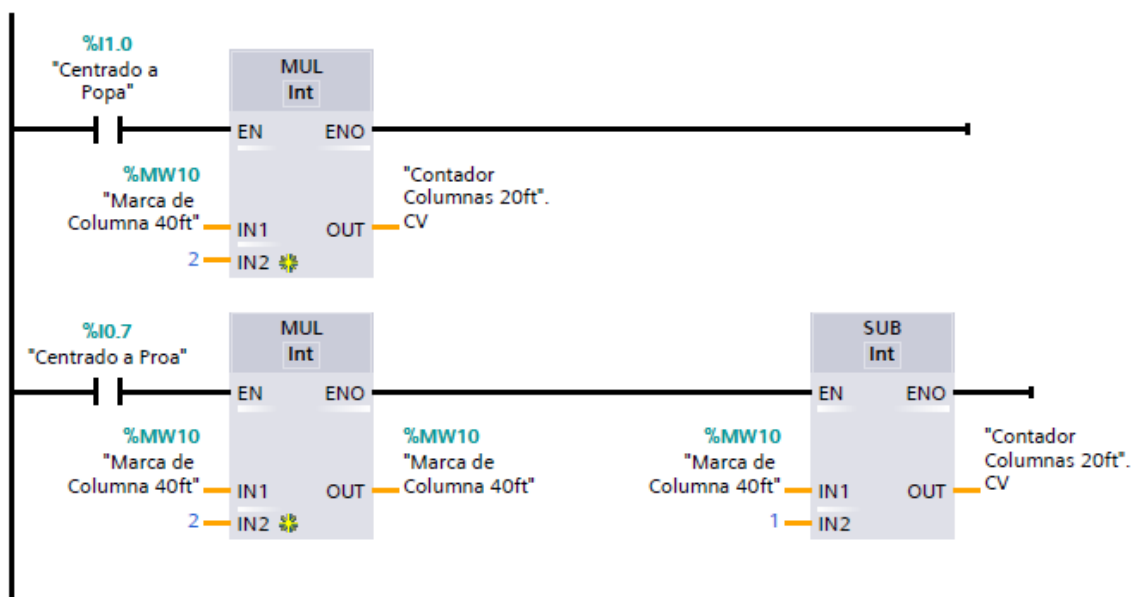 %I1.0
"Centrado a
Popa"
MUL
Int
EN ENO
%MW10
"Marca de
Columna 40ft"
IN1 OUT
"Contador
Columnas 20ft".
CV
2 IN2
%I0.7
"Centrado a Proa"
MUL
Int
EN ENO
%MW10
"Marca de
Columna 40ft"
IN1 OUT
%MW10
"Marca de
Columna 40ft"
2 IN2
SUB
Int
EN ENO
%MW10
"Marca de
Columna 40ft"
IN1 OUT
"Contador
Columnas 20ft".
CV
1 IN2